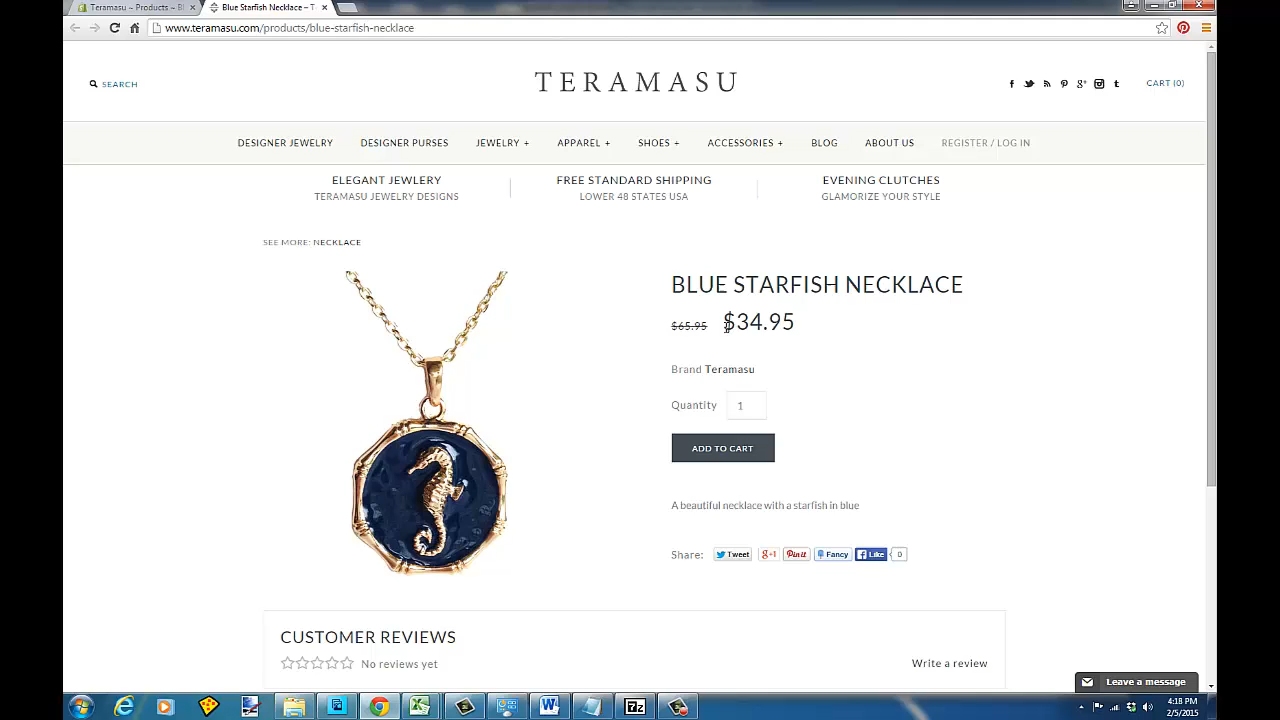 Teramasu ~ Products ~ Bl
Blue Starfish Necklace – T
www.teramasu.com/products/blue-starfish-necklace
SEARCH
TERAMASU
CART (0)
DESIGNER JEWELRY DESIGNER PURSES JEWELRY + APPAREL + SHOES + ACCESSORIES + BLOG ABOUT US REGISTER / LOG IN
ELEGANT JEWLERY
TERAMASU JEWELRY DESIGNS
FREE STANDARD SHIPPING
LOWER 48 STATES USA
EVENING CLUTCHES
GLAMORIZE YOUR STYLE
SEE MORE: NECKLACE
BLUE STARFISH NECKLACE
$65.95 $34.95
Brand Teramasu
Quantity 1
ADD TO CART
A beautiful necklace with a starfish in blue
Share: Tweet g+1 Pin it Fancy Like 0
CUSTOMER REVIEWS
No reviews yet
Write a review
Leave a message
4:18 PM
2/5/2015